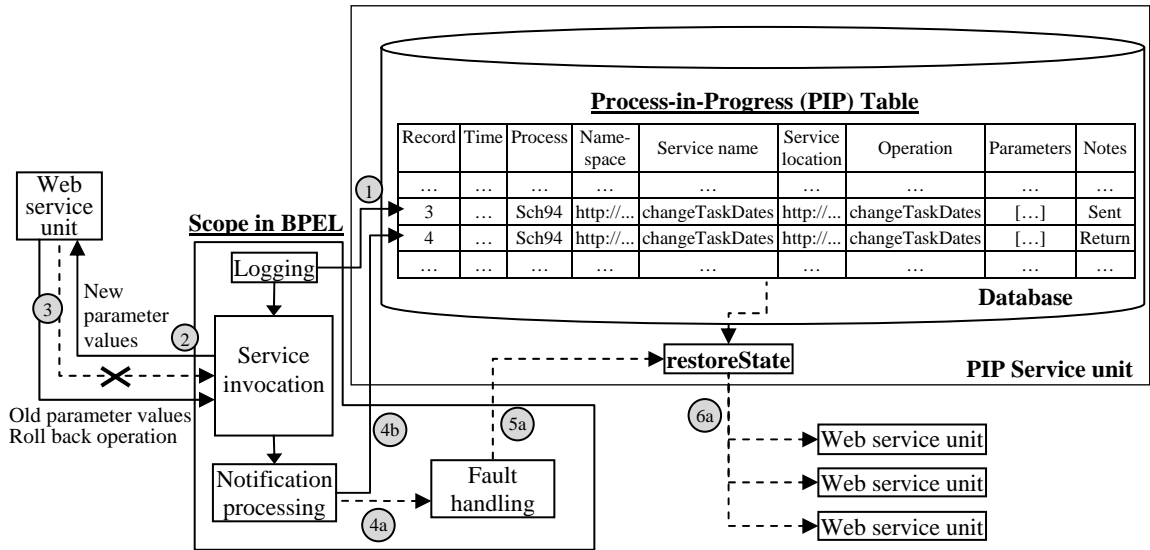 Process-in-Progress (PIP) Table
Record Time Process Name-space Service name Service location Operation Parameters Notes
… … … … … … … … …
3 … Sch94 http://... changeTaskDates http://... changeTaskDates […] Sent
4 … Sch94 http://... changeTaskDates http://... changeTaskDates […] Return
… … … … … … … … …
Database
Web
service
unit
1
Scope in BPEL
Logging
3
New
parameter
values
2
Service
invocation
restoreState
PIP Service unit
Old parameter values
Roll back operation
4b
5a
6a
Notification
processing
4a
Fault
handling
Web service unit
Web service unit
Web service unit